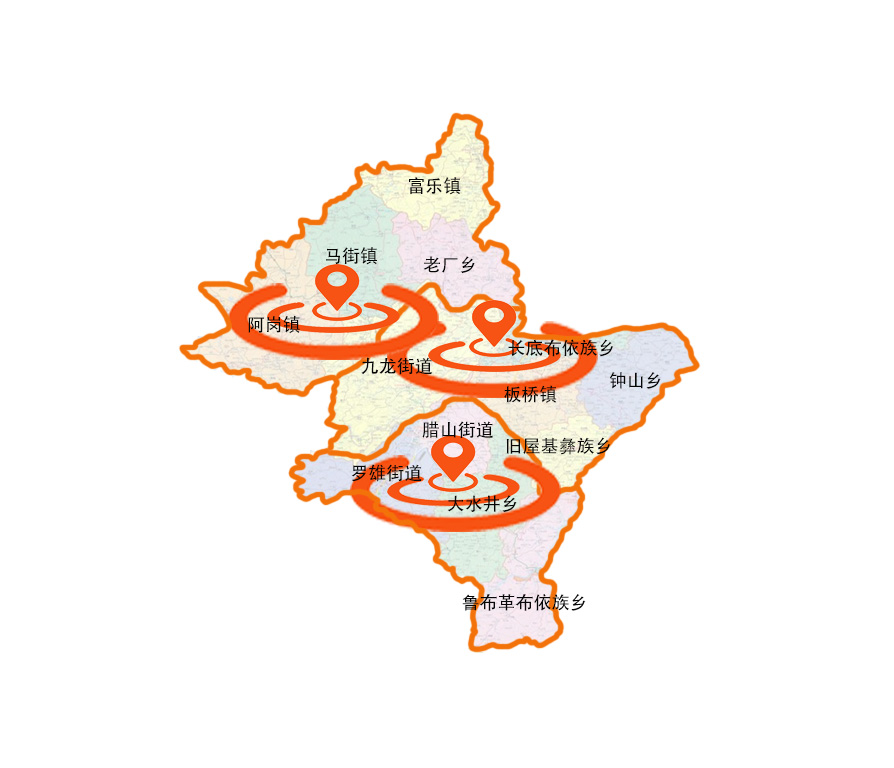 富乐镇
马街镇
老厂乡
阿岗镇
长底布依族乡
九龙街道
钟山乡
板桥镇
腊山街道
旧屋基彝族乡
罗雄街道
大水井乡
鲁布革布依族乡